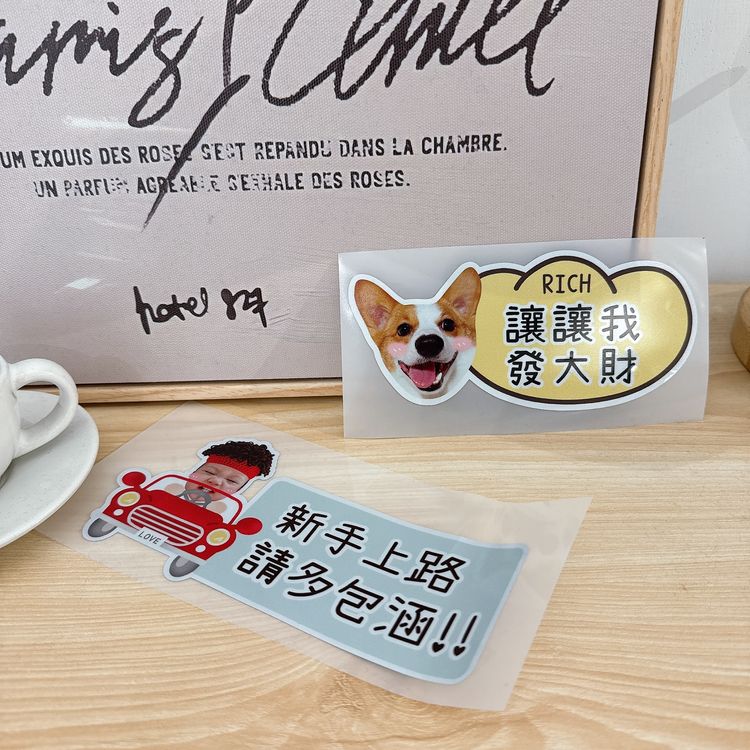 UM EXQUIS DES ROSES S'EST REPANDU DANS LA CHAMBRE.
UN PARFUM AGREABLE S'EXHALE DES ROSES.
hotel
RICH
讓讓我
發大財
LOVE
新手上路
請多包涵!!